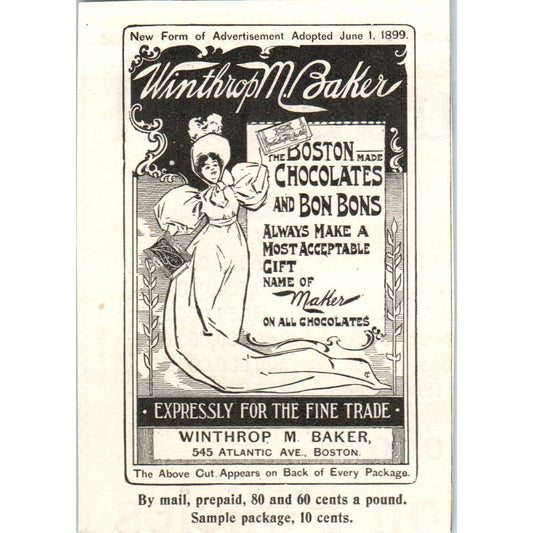 New Form of Advertisement Adopted June 1, 1899.
Winthrop M. Baker
THE BOSTON MADE
CHOCOLATES
AND BON BONS
ALWAYS MAKE A
MOST ACCEPTABLE
GIFT
NAME OF
Maker
ON ALL CHOCOLATES
· EXPRESSLY FOR THE FINE TRADE ·
WINTHROP M. BAKER,
545 ATLANTIC AVE., BOSTON.
The Above Cut Appears on Back of Every Package.
By mail, prepaid, 80 and 60 cents a pound.
Sample package, 10 cents.